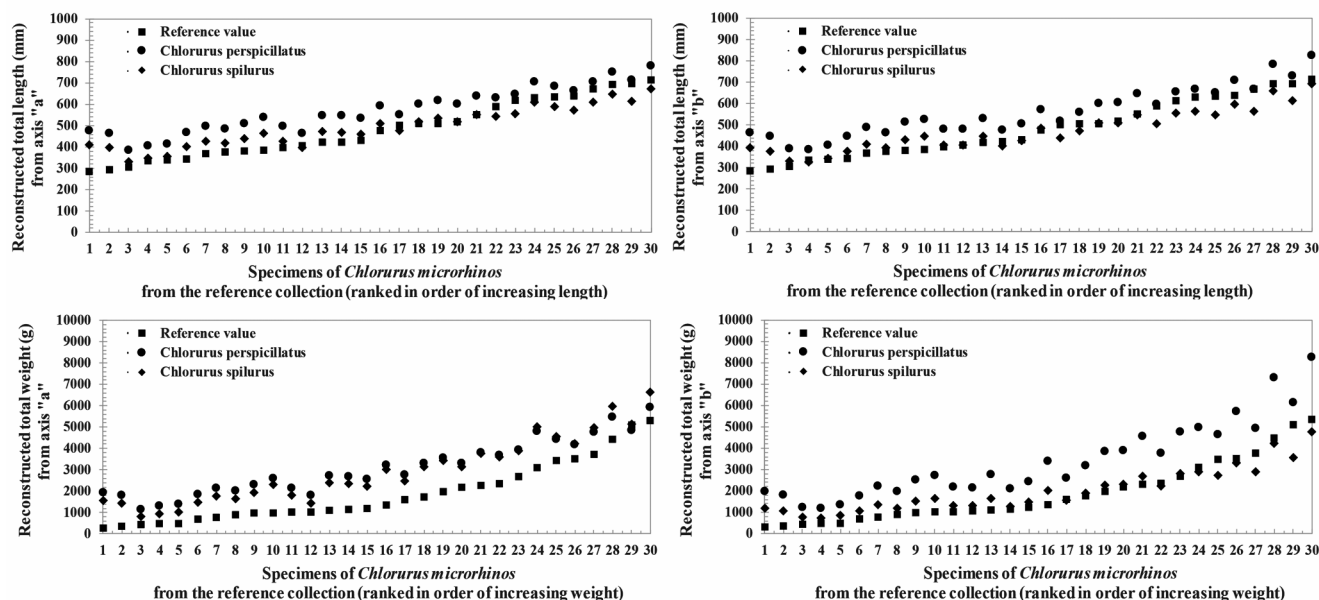 Reconstructed total length (mm)
from axis "a"
1000
900
800
700
600
500
400
300
200
100
0
Reference value
Chlorurus perspicillatus
Chlorurus spilurus
1 2 3 4 5 6 7 8 9 10 11 12 13 14 15 16 17 18 19 20 21 22 23 24 25 26 27 28 29 30
Specimens of Chlorurus microrhinos
from the reference collection (ranked in order of increasing length)
Reconstructed total length (mm)
from axis "b"
1000
900
800
700
600
500
400
300
200
100
0
Reference value
Chlorurus perspicillatus
Chlorurus spilurus
1 2 3 4 5 6 7 8 9 10 11 12 13 14 15 16 17 18 19 20 21 22 23 24 25 26 27 28 29 30
Specimens of Chlorurus microrhinos
from the reference collection (ranked in order of increasing length)
Reconstructed total weight (g)
from axis "a"
10000
9000
8000
7000
6000
5000
4000
3000
2000
1000
0
Reference value
Chlorurus perspicillatus
Chlorurus spilurus
1 2 3 4 5 6 7 8 9 10 11 12 13 14 15 16 17 18 19 20 21 22 23 24 25 26 27 28 29 30
Specimens of Chlorurus microrhinos
from the reference collection (ranked in order of increasing weight)
Reconstructed total weight (g)
from axis "b"
10000
9000
8000
7000
6000
5000
4000
3000
2000
1000
0
Reference value
Chlorurus perspicillatus
Chlorurus spilurus
1 2 3 4 5 6 7 8 9 10 11 12 13 14 15 16 17 18 19 20 21 22 23 24 25 26 27 28 29 30
Specimens of Chlorurus microrhinos
from the reference collection (ranked in order of increasing weight)